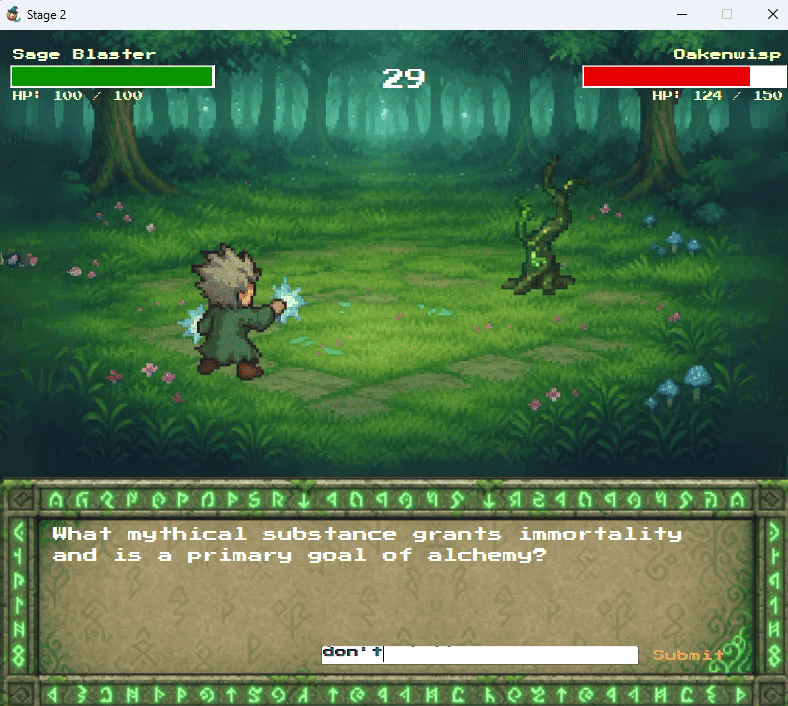 Stage 2
Sage Blaster
Oakenwisp
29
HP: 100 / 100
HP: 124 / 150
What mythical substance grants immortality
and is a primary goal of alchemy?
don't
Submit